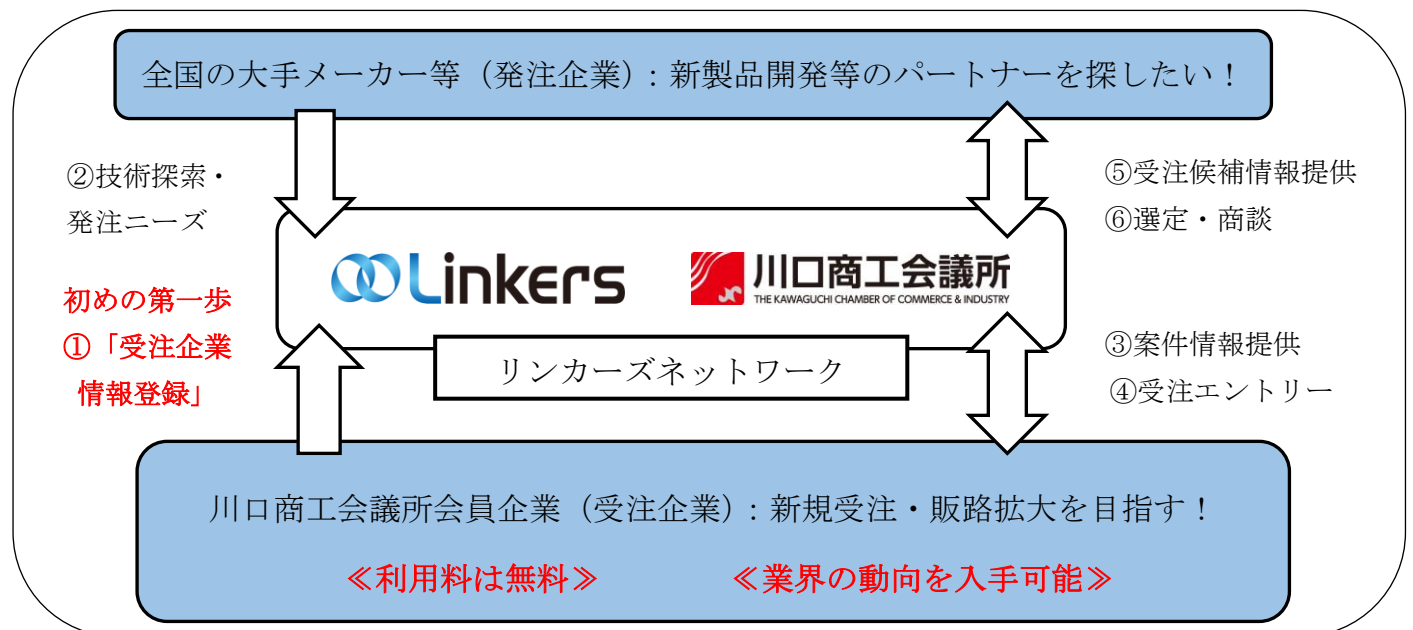 全国の大手メーカー等（発注企業）：新製品開発等のパートナーを探したい！
②技術探索・
発注ニーズ
⑤受注候補情報提供
⑥選定・商談
Linkers
川口商工会議所
THE KAWAGUCHI CHAMBER OF COMMERCE & INDUSTRY
初めの第一歩
①「受注企業
情報登録」
リンカーズネットワーク
③案件情報提供
④受注エントリー
川口商工会議所会員企業（受注企業）：新規受注・販路拡大を目指す！
≪利用料は無料≫
≪業界の動向を入手可能≫